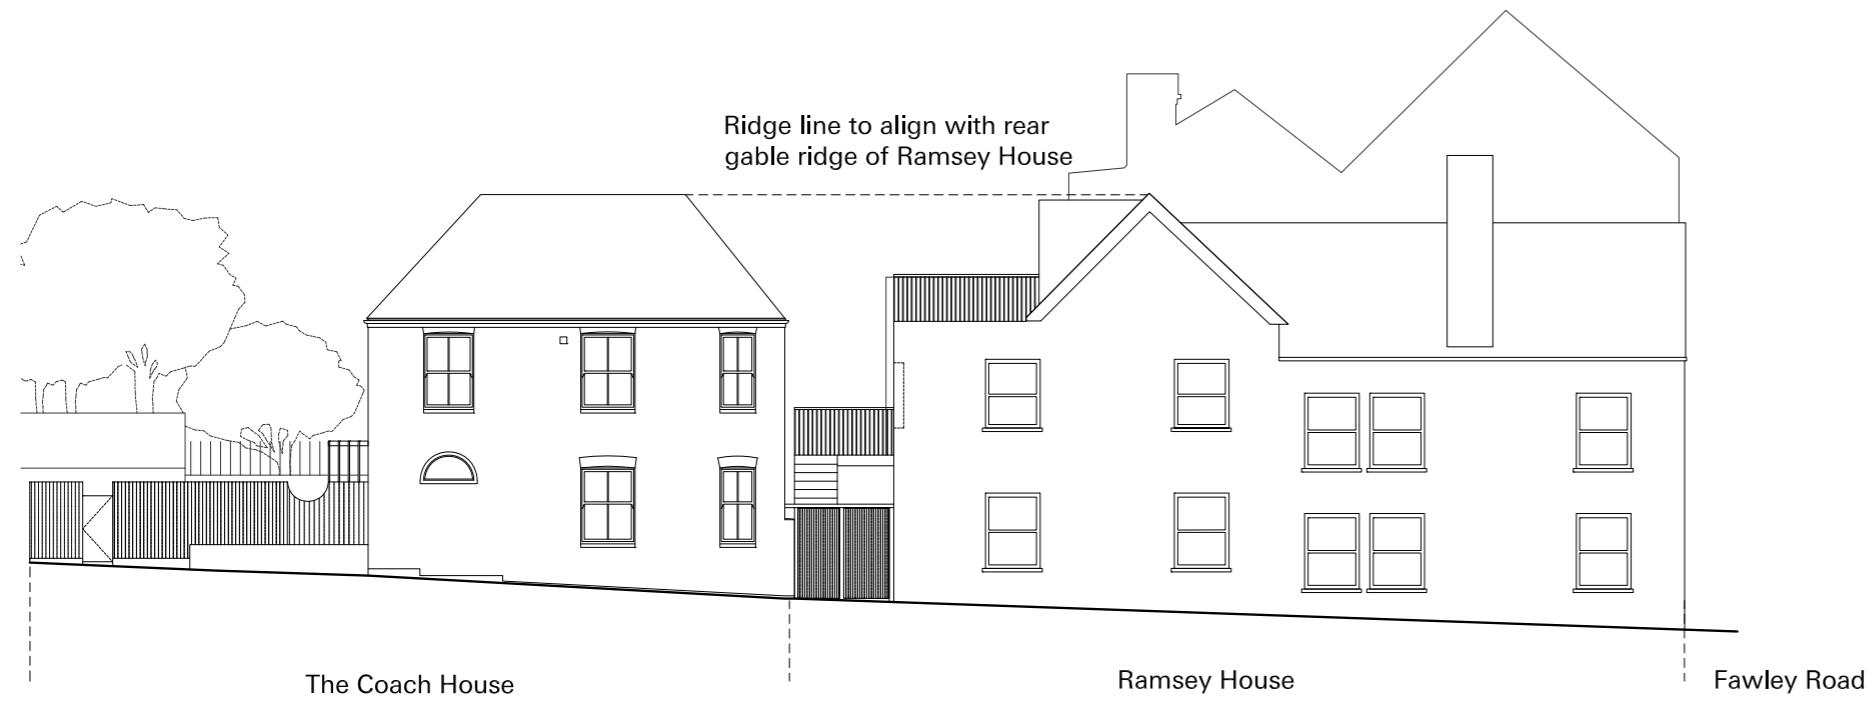 Ridge line to align with rear
gable ridge of Ramsey House
The Coach House
Ramsey House
Fawley Road